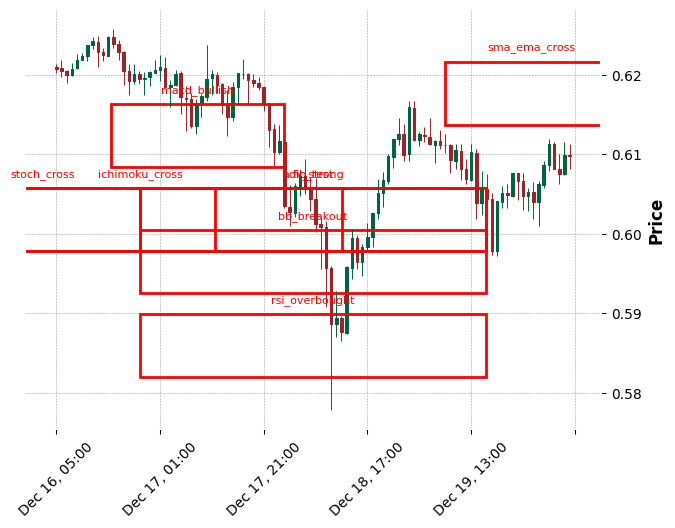 sma_ema_cross
0.62
macd_bullish
0.61
stoch_cross
ichimoku_cross
bb_breakout
0.60
Price
rsi_overbought
0.59
0.58
Dec 16, 05:00
Dec 17, 01:00
Dec 17, 21:00
Dec 18, 17:00
Dec 19, 13:00